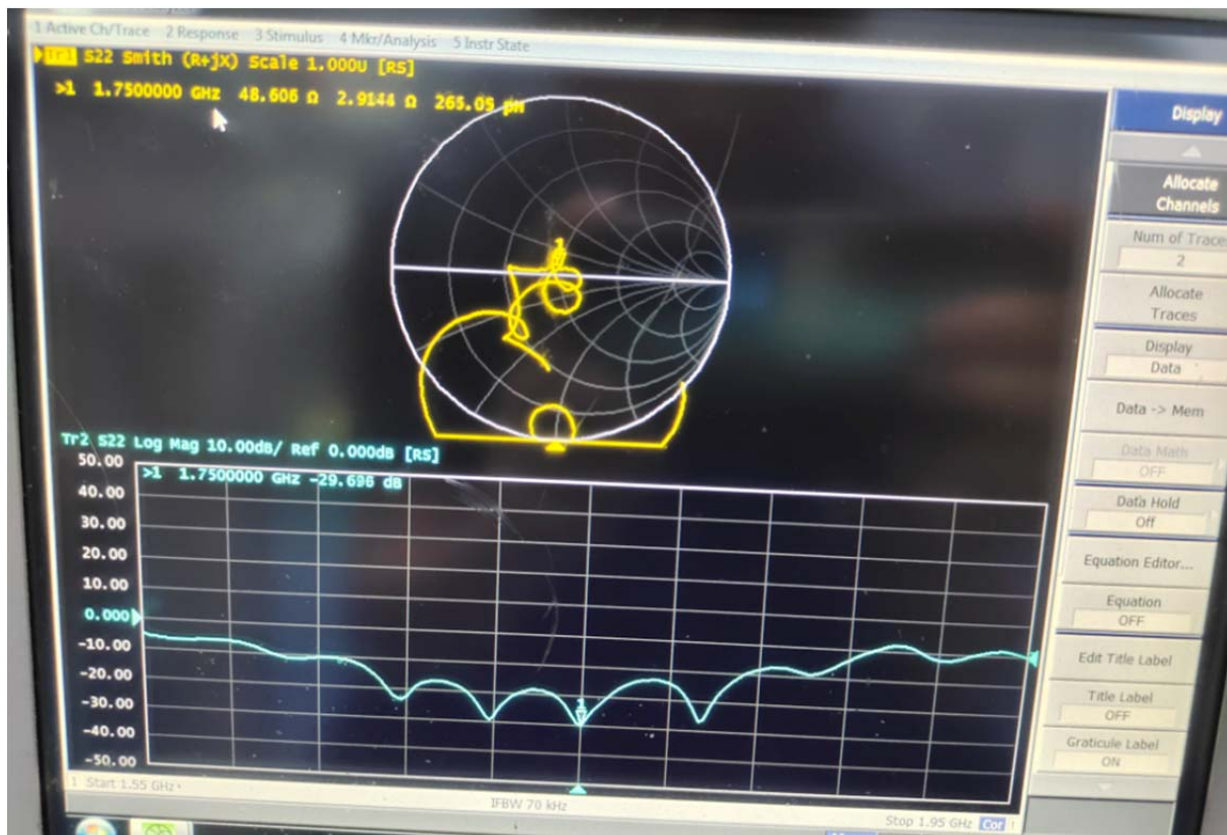 1 Active Ch/Trace 2 Response 3 Stimulus 4 Mkr/Analysis 5 Instr State
Tr1 S22 Smith (R+jX) Scale 1.000U [RS]
>1 1.7500000 GHz 48.606 Ω 2.9144 Ω 265.05 pH
1
Tr2 S22 Log Mag 10.00dB/ Ref 0.000dB [RS]
>1 1.7500000 GHz -29.696 dB
50.00
40.00
30.00
20.00
10.00
0.000
-10.00
-20.00
-30.00
-40.00
-50.00
1
1 Start 1.55 GHz
IFBW 70 kHz
Stop 1.95 GHz Cor !
Display
Allocate
Channels
Num of Traces
2
Allocate
Traces
Display
Data
Data -> Mem
Data Math
OFF
Data Hold
Off
Equation Editor...
Equation
OFF
Edit Title Label
Title Label
OFF
Graticule Label
ON